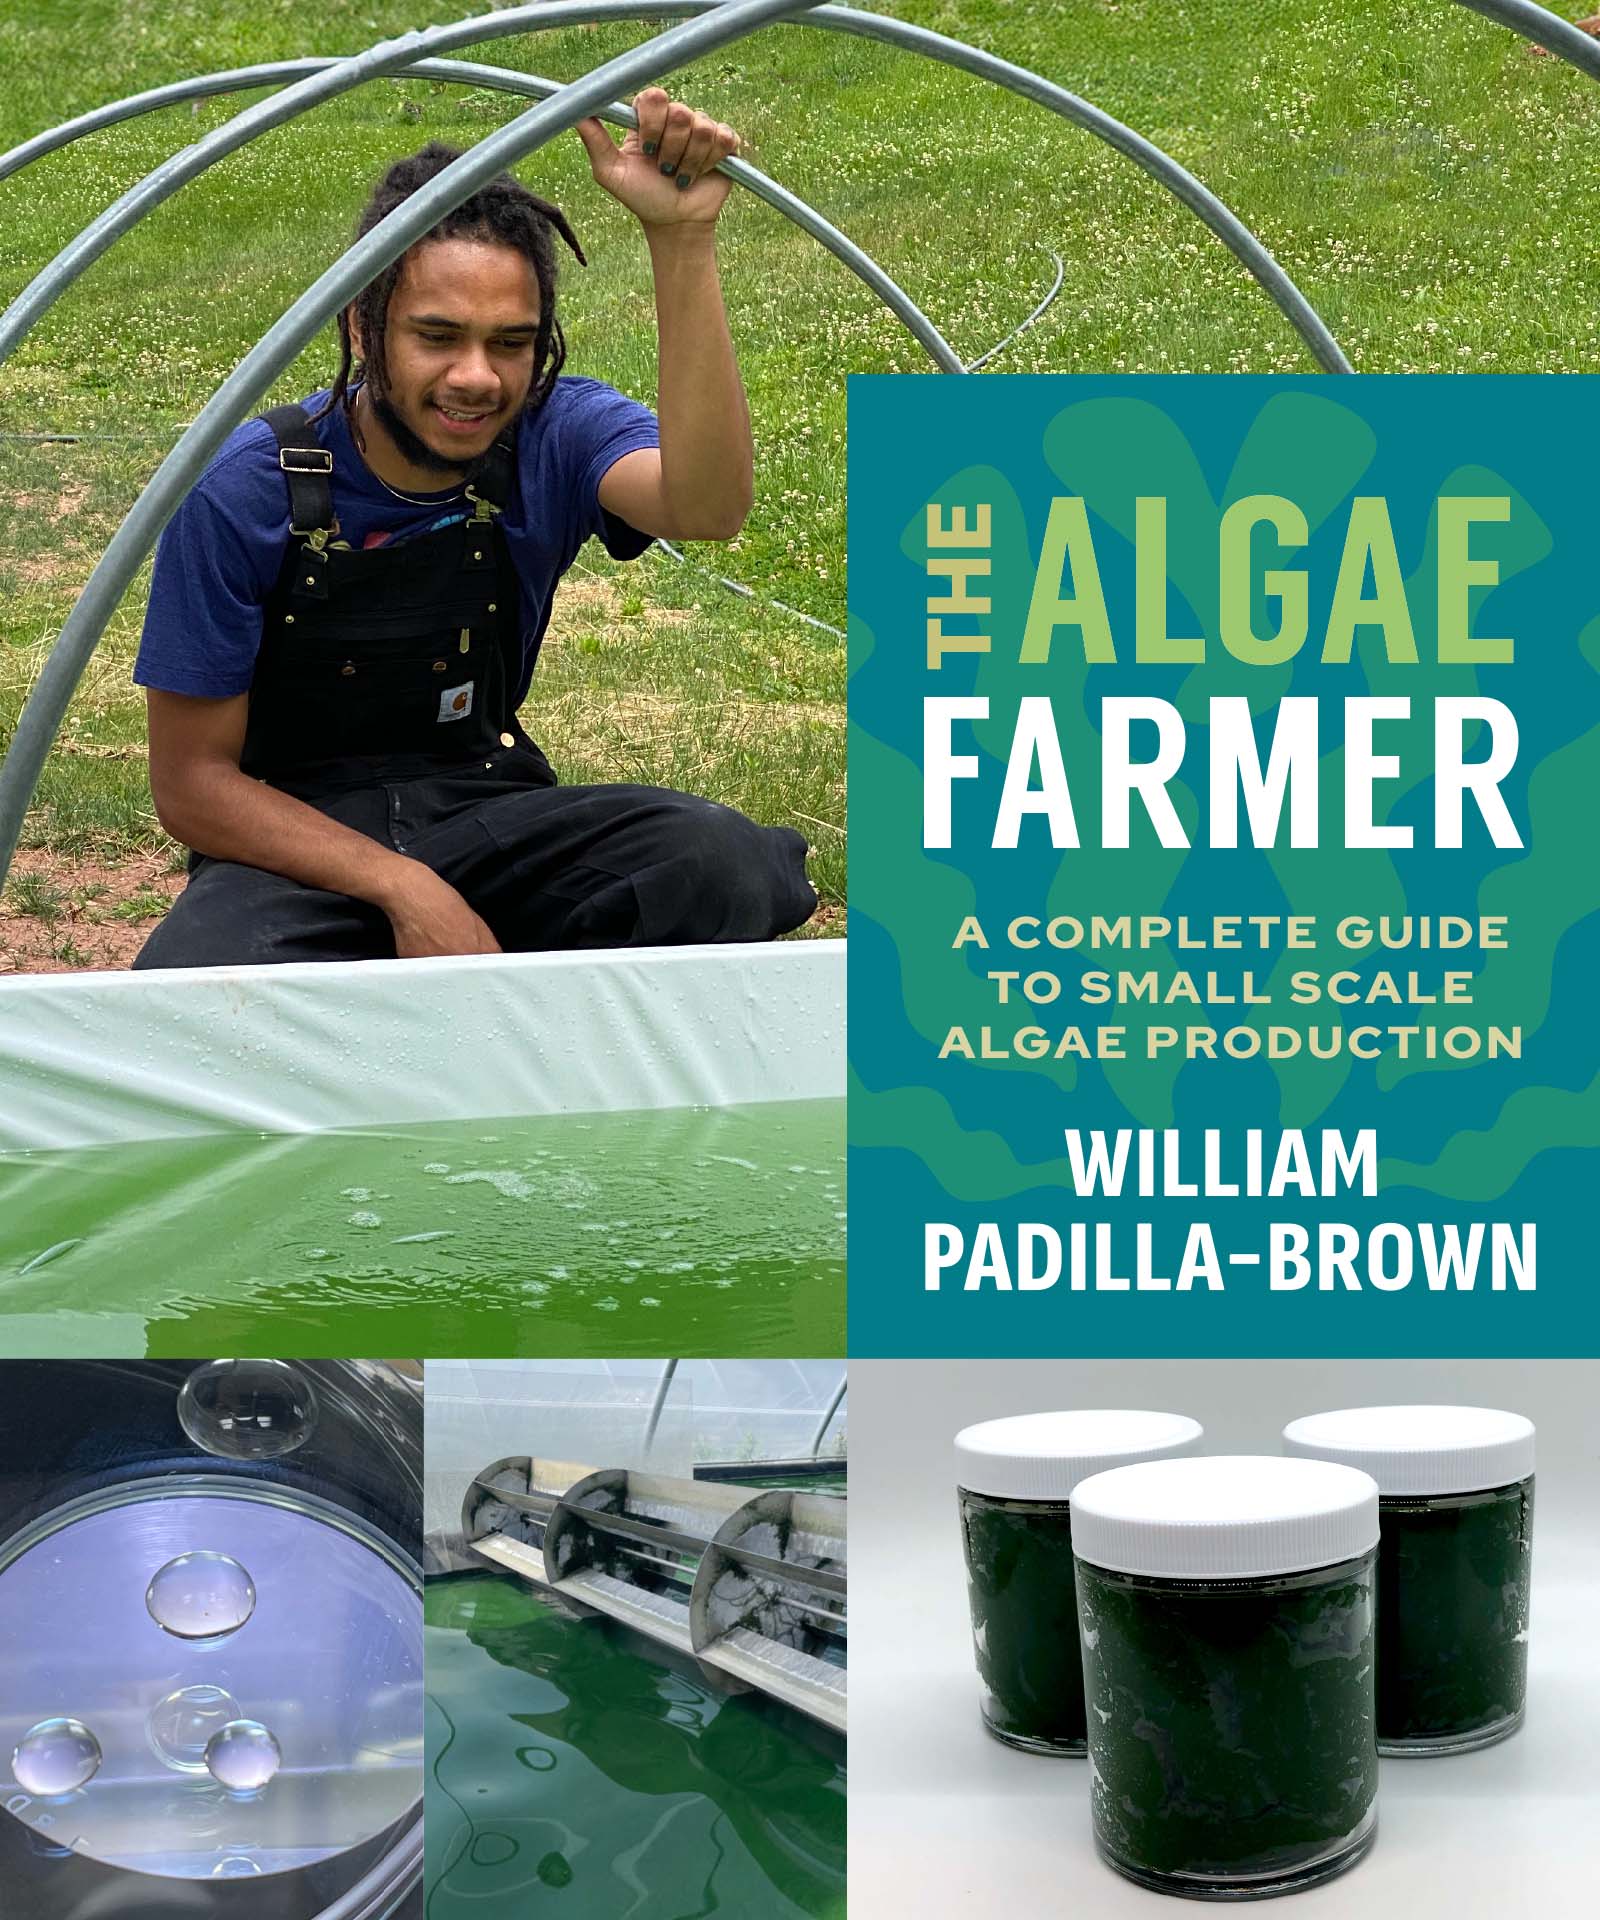 THE ALGAE
FARMER
A COMPLETE GUIDE
TO SMALL SCALE
ALGAE PRODUCTION
WILLIAM
PADILLA-BROWN